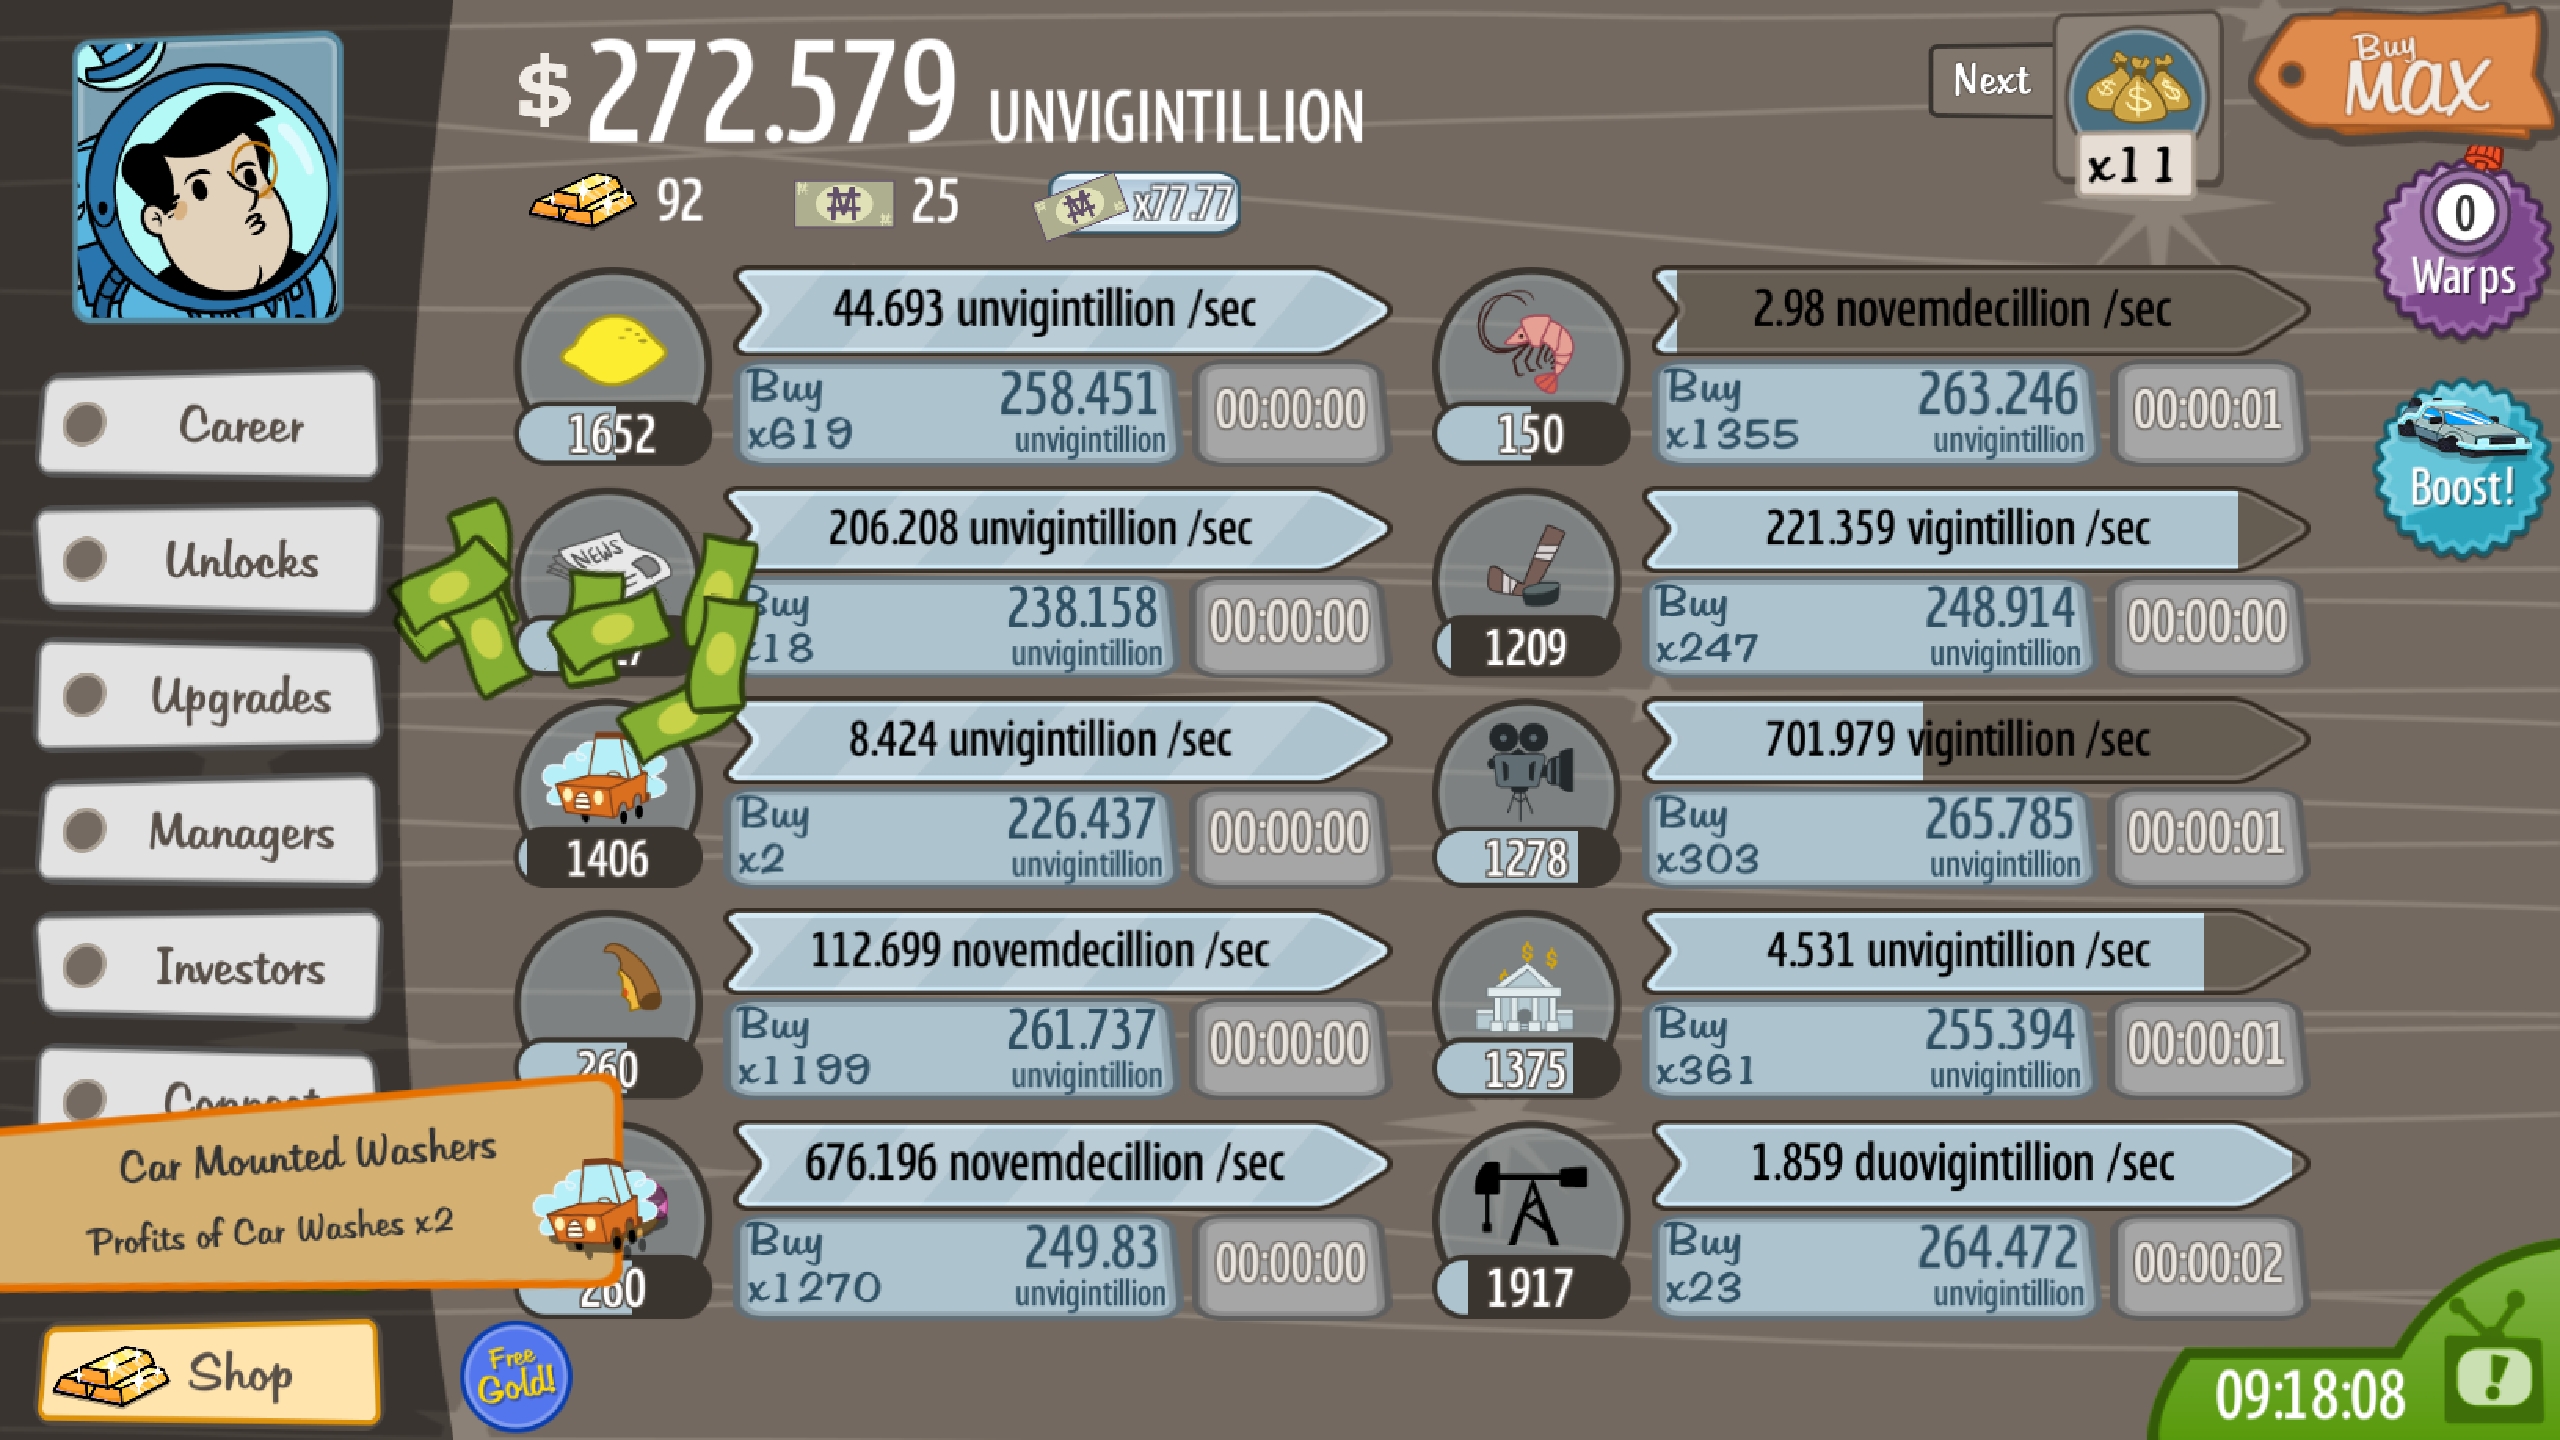 $272.579 UNVIGINTILLION
Next
x11
Buy
MAX
92
25
x77.77
0
Warps
Boost!
Career
Unlocks
Upgrades
Managers
Investors
Shop
44.693 unvigintillion /sec
1652
Buy
x619
258.451
unvigintillion
00:00:00
NEWS
206.208 unvigintillion /sec
Buy
x18
238.158
unvigintillion
00:00:00
8.424 unvigintillion /sec
1406
Buy
x2
226.437
unvigintillion
00:00:00
112.699 novemdecillion /sec
260
Buy
x1199
261.737
unvigintillion
00:00:00
676.196 novemdecillion /sec
260
Buy
x1270
249.83
unvigintillion
00:00:00
2.98 novemdecillion /sec
150
Buy
x1355
263.246
unvigintillion
00:00:01
221.359 vigintillion /sec
1209
Buy
x247
248.914
unvigintillion
00:00:00
701.979 vigintillion /sec
1278
Buy
x303
265.785
unvigintillion
00:00:01
4.531 unvigintillion /sec
1375
Buy
x361
255.394
unvigintillion
00:00:01
1.859 duovigintillion /sec
1917
Buy
x23
264.472
unvigintillion
00:00:02
Car Mounted Washers
Profits of Car Washes x2
Free
Gold!
09:18:08